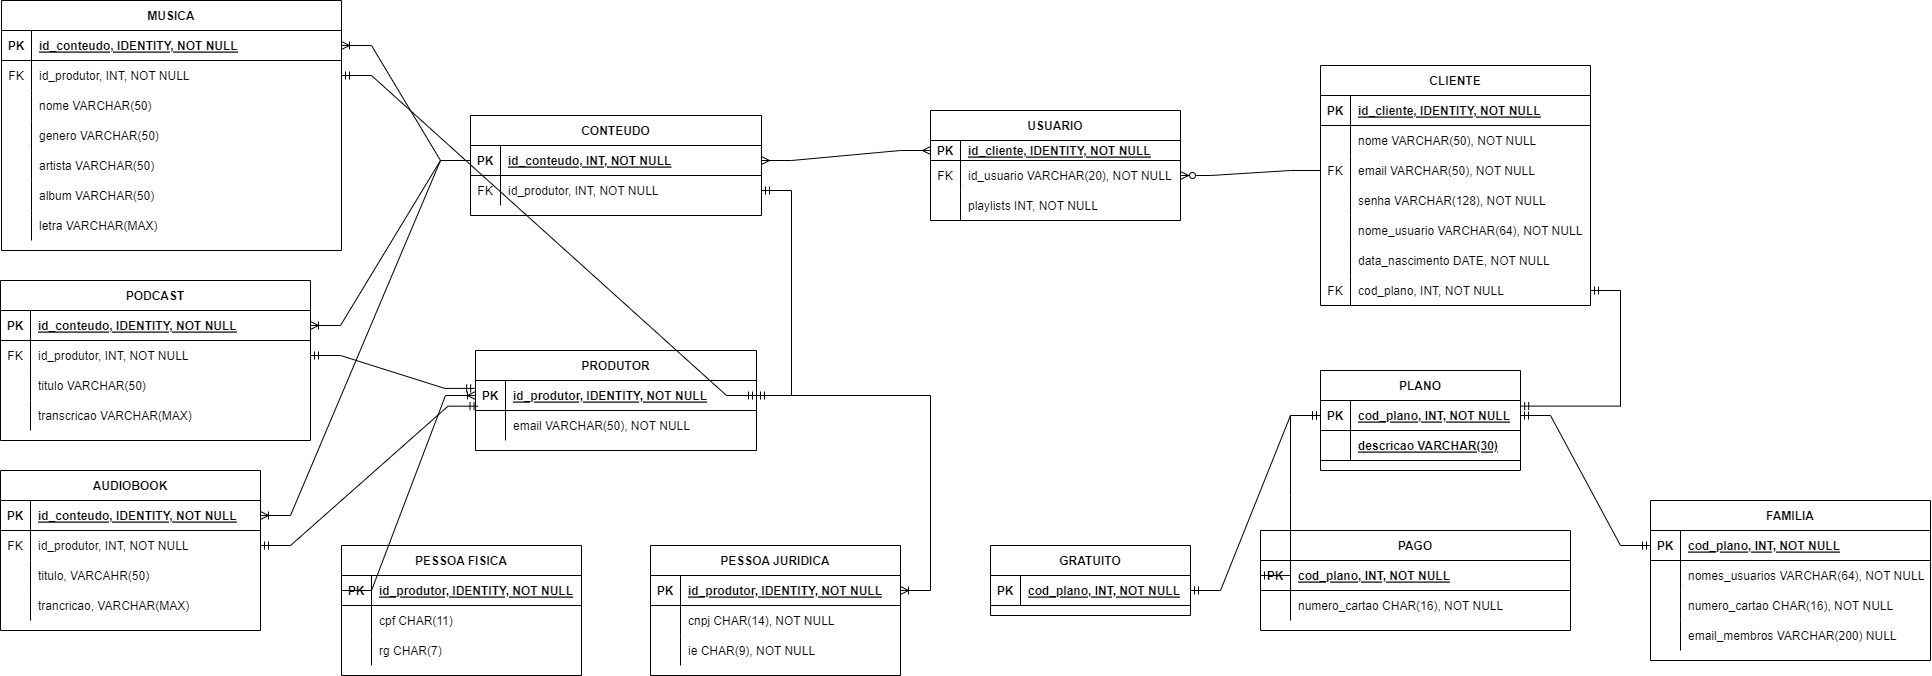 MUSICA
PK id_conteudo, IDENTITY, NOT NULL
FK id_produtor, INT, NOT NULL
nome VARCHAR(50)
genero VARCHAR(50)
artista VARCHAR(50)
album VARCHAR(50)
letra VARCHAR(MAX)
PODCAST
PK id_conteudo, IDENTITY, NOT NULL
FK id_produtor, INT, NOT NULL
titulo VARCHAR(50)
transcricao VARCHAR(MAX)
AUDIOBOOK
PK id_conteudo, IDENTITY, NOT NULL
FK id_produtor, INT, NOT NULL
titulo, VARCAHR(50)
trancricao, VARCHAR(MAX)
CONTEUDO
PK id_conteudo, INT, NOT NULL
FK id_produtor, INT, NOT NULL
PRODUTOR
PK id_produtor, IDENTITY, NOT NULL
email VARCHAR(50), NOT NULL
PESSOA FISICA
PK id_produtor, IDENTITY, NOT NULL
cpf CHAR(11)
rg CHAR(7)
PESSOA JURIDICA
PK id_produtor, IDENTITY, NOT NULL
cnpj CHAR(14), NOT NULL
ie CHAR(9), NOT NULL
USUARIO
PK id_cliente, IDENTITY, NOT NULL
FK id_usuario VARCHAR(20), NOT NULL
playlists INT, NOT NULL
CLIENTE
PK id_cliente, IDENTITY, NOT NULL
nome VARCHAR(50), NOT NULL
FK email VARCHAR(50), NOT NULL
senha VARCHAR(128), NOT NULL
nome_usuario VARCHAR(64), NOT NULL
data_nascimento DATE, NOT NULL
FK cod_plano, INT, NOT NULL
PLANO
PK cod_plano, INT, NOT NULL
descricao VARCHAR(30)
GRATUITO
PK cod_plano, INT, NOT NULL
PAGO
PK cod_plano, INT, NOT NULL
numero_cartao CHAR(16), NOT NULL
FAMILIA
PK cod_plano, INT, NOT NULL
nomes_usuarios VARCHAR(64), NOT NULL
numero_cartao CHAR(16), NOT NULL
email_membros VARCHAR(200) NULL